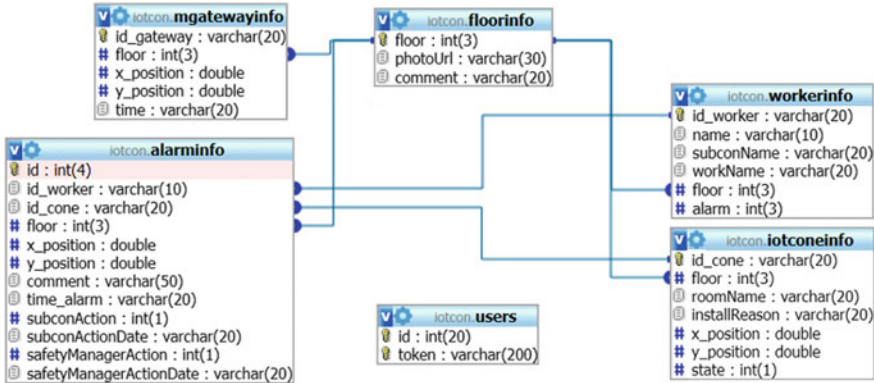 iotcon.mgatewayinfo
id_gateway : varchar(20)
floor : int(3)
x_position : double
y_position : double
time : varchar(20)
iotcon.floorinfo
floor : int(3)
photoUrl : varchar(30)
comment : varchar(20)
iotcon.workerinfo
id_worker : varchar(20)
name : varchar(10)
subconName : varchar(20)
workName : varchar(20)
floor : int(3)
alarm : int(3)
iotcon.alarminfo
id : int(4)
id_worker : varchar(10)
id_cone : varchar(20)
floor : int(3)
x_position : double
y_position : double
comment : varchar(50)
time_alarm : varchar(20)
subconAction : int(1)
subconActionDate : varchar(20)
safetyManagerAction : int(1)
safetyManagerActionDate : varchar(20)
iotcon.iotconeinfo
id_cone : varchar(20)
floor : int(3)
roomName : varchar(20)
installReason : varchar(20)
x_position : double
y_position : double
state : int(1)
iotcon.users
id : int(20)
token : varchar(200)